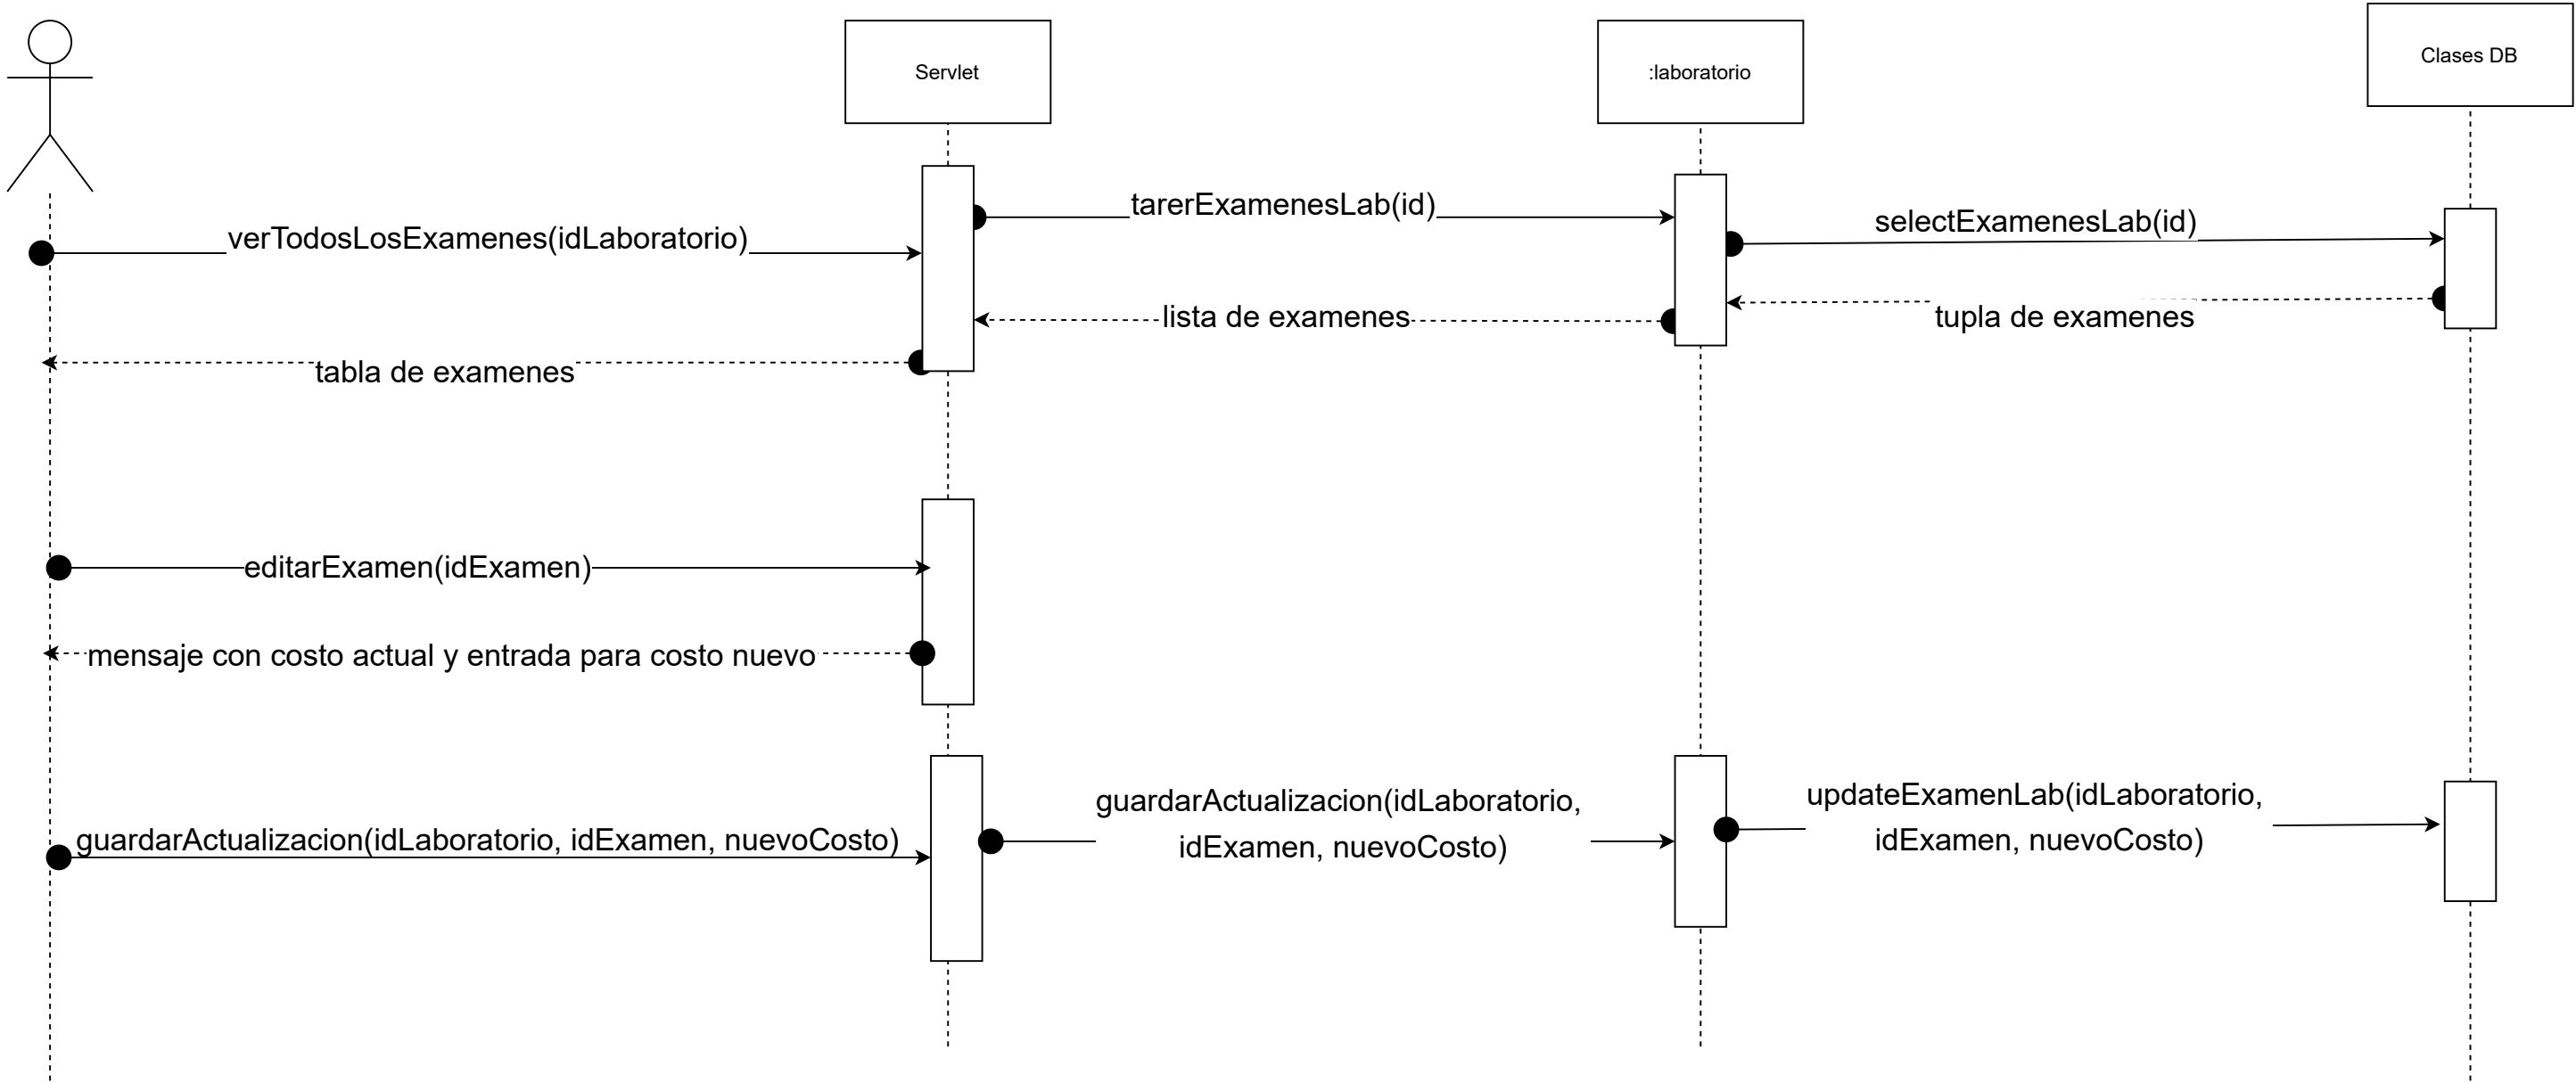 Servlet
:laboratorio
Clases DB
tarerExamenesLab(id)
selectExamenesLab(id)
verTodosLosExamenes(idLaboratorio)
lista de examenes
tupla de examenes
tabla de examenes
editarExamen(idExamen)
mensaje con costo actual y entrada para costo nuevo
guardarActualizacion(idLaboratorio, idExamen, nuevoCosto)
guardarActualizacion(idLaboratorio,
idExamen, nuevoCosto)
updateExamenLab(idLaboratorio,
idExamen, nuevoCosto)